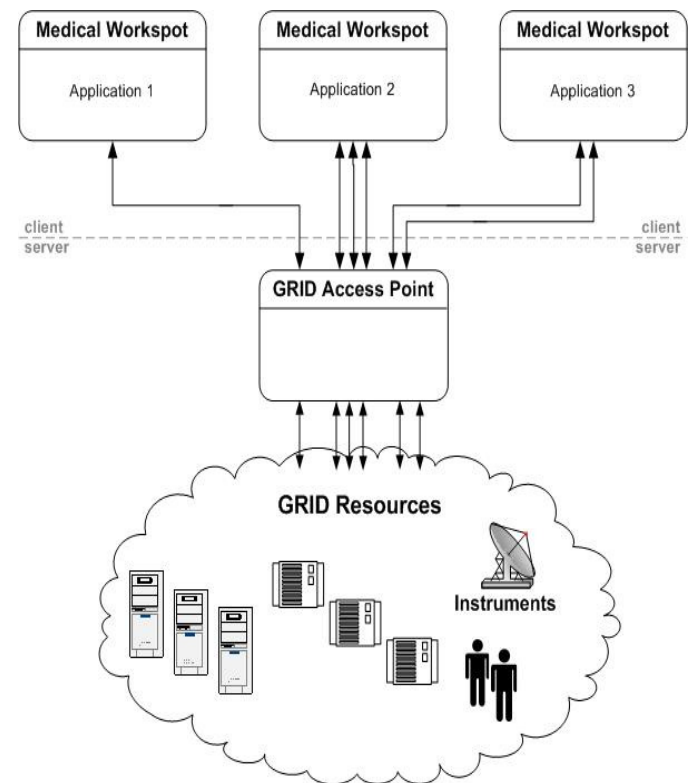 Medical Workspot
Medical Workspot
Medical Workspot
Application 1
Application 2
Application 3
client
client
server
server
GRID Access Point
GRID Resources
Instruments